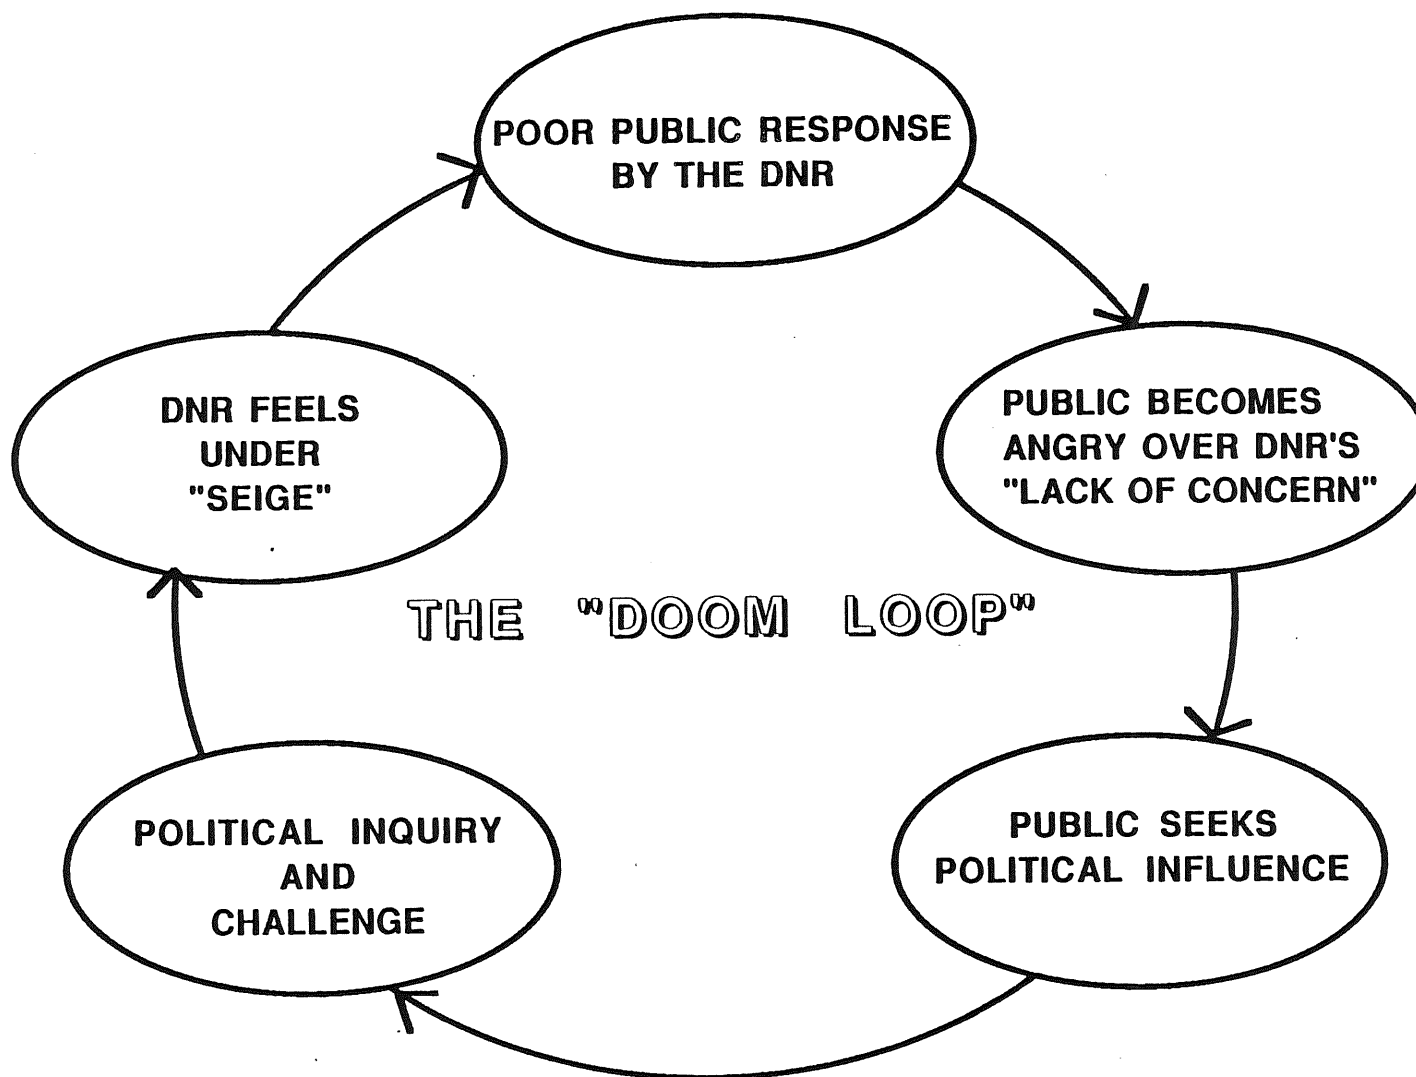 POOR PUBLIC RESPONSE
BY THE DNR
PUBLIC BECOMES
ANGRY OVER DNR'S
"LACK OF CONCERN"
PUBLIC SEEKS
POLITICAL INFLUENCE
POLITICAL INQUIRY
AND
CHALLENGE
DNR FEELS
UNDER
"SEIGE"
THE "DOOM LOOP"